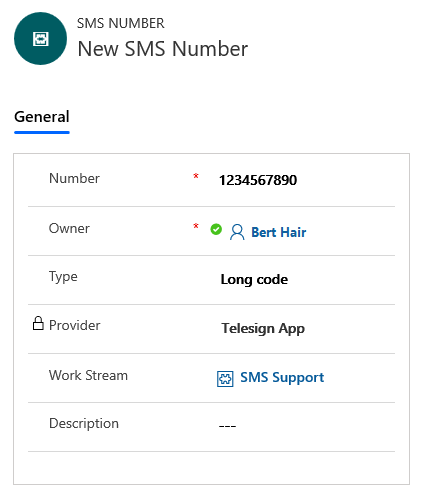 SMS NUMBER
New SMS Number
General
Number * 1234567890
Owner * Bert Hair
Type Long code
Provider Telesign App
Work Stream SMS Support
Description ---